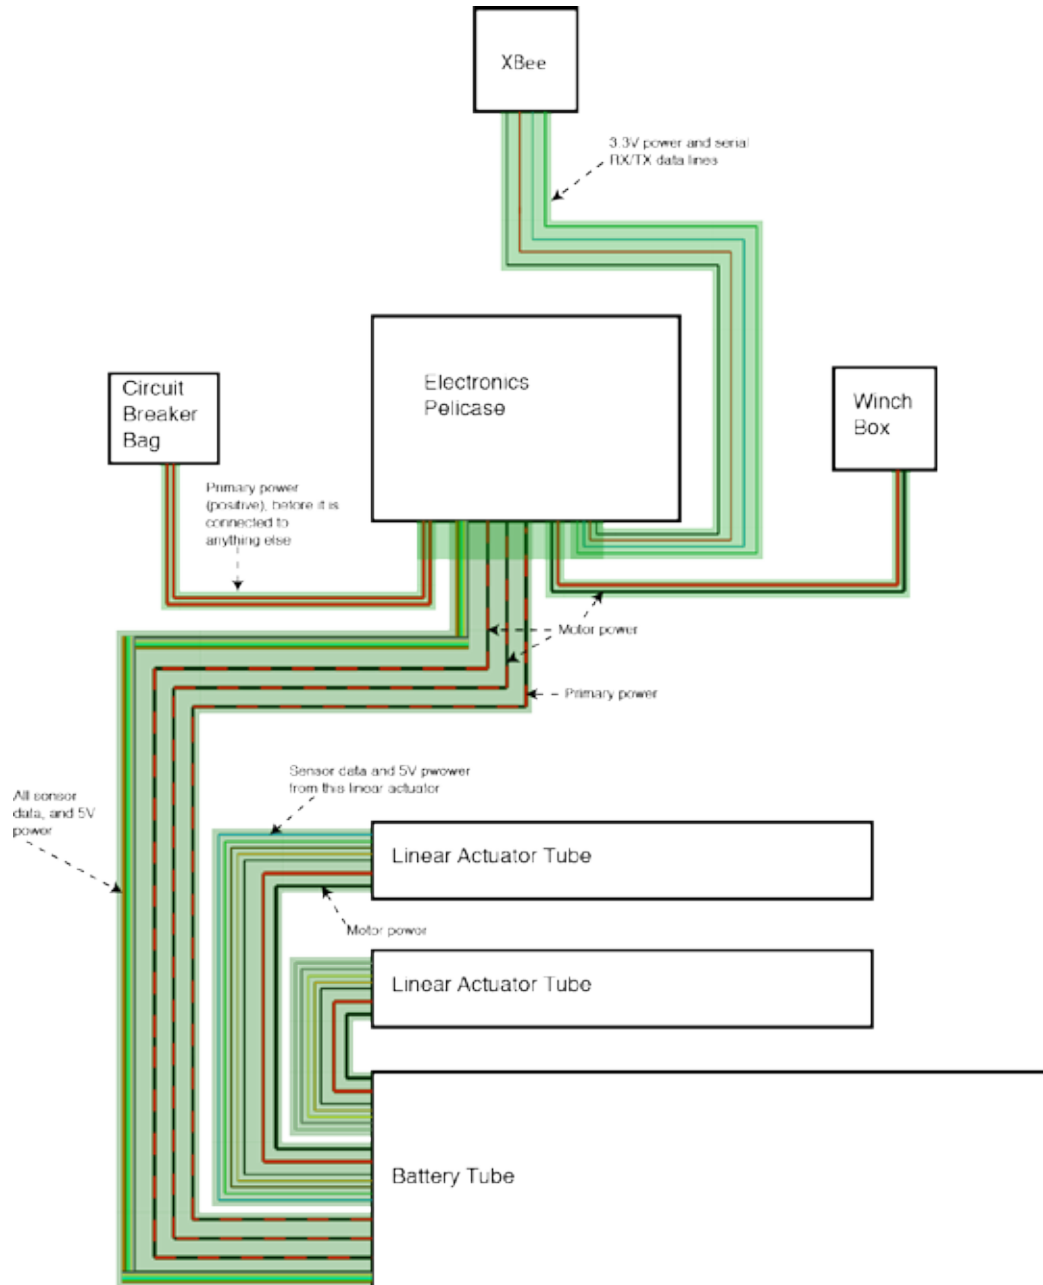 XBee
3.3V power and serial
RX/TX data lines
Electronics
Pelicase
Circuit
Breaker
Bag
Winch
Box
Primary power
(positive), before it is
connected to
anything else
Motor power
Primary power
Sensor data and 5V pwower
from this linear actuator
All sensor
data, and 5V
power
Linear Actuator Tube
Motor power
Linear Actuator Tube
Battery Tube